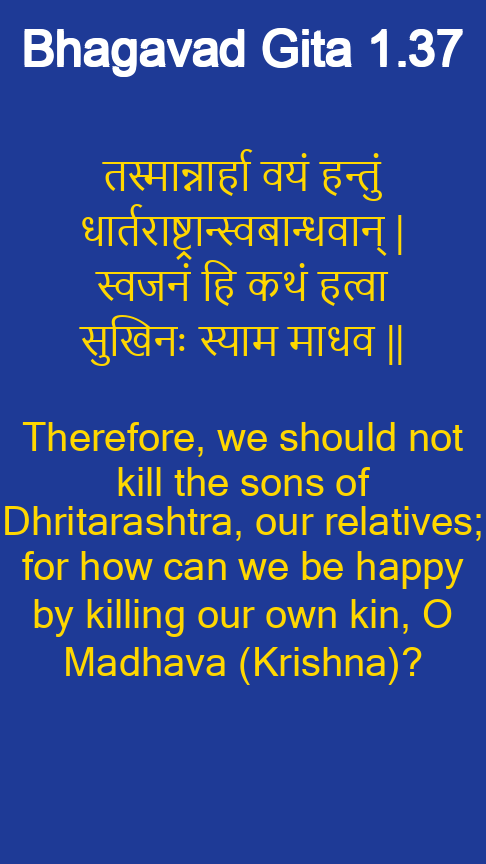 Bhagavad Gita 1.37
तस्मान्नार्हा वयं हन्तुं
धार्तराष्ट्रान्स्वबान्धवान् |
स्वजनं हि कथं हत्वा
सुखिनः स्याम माधव ||
Therefore, we should not
kill the sons of
Dhritarashtra, our relatives;
for how can we be happy
by killing our own kin, O
Madhava (Krishna)?